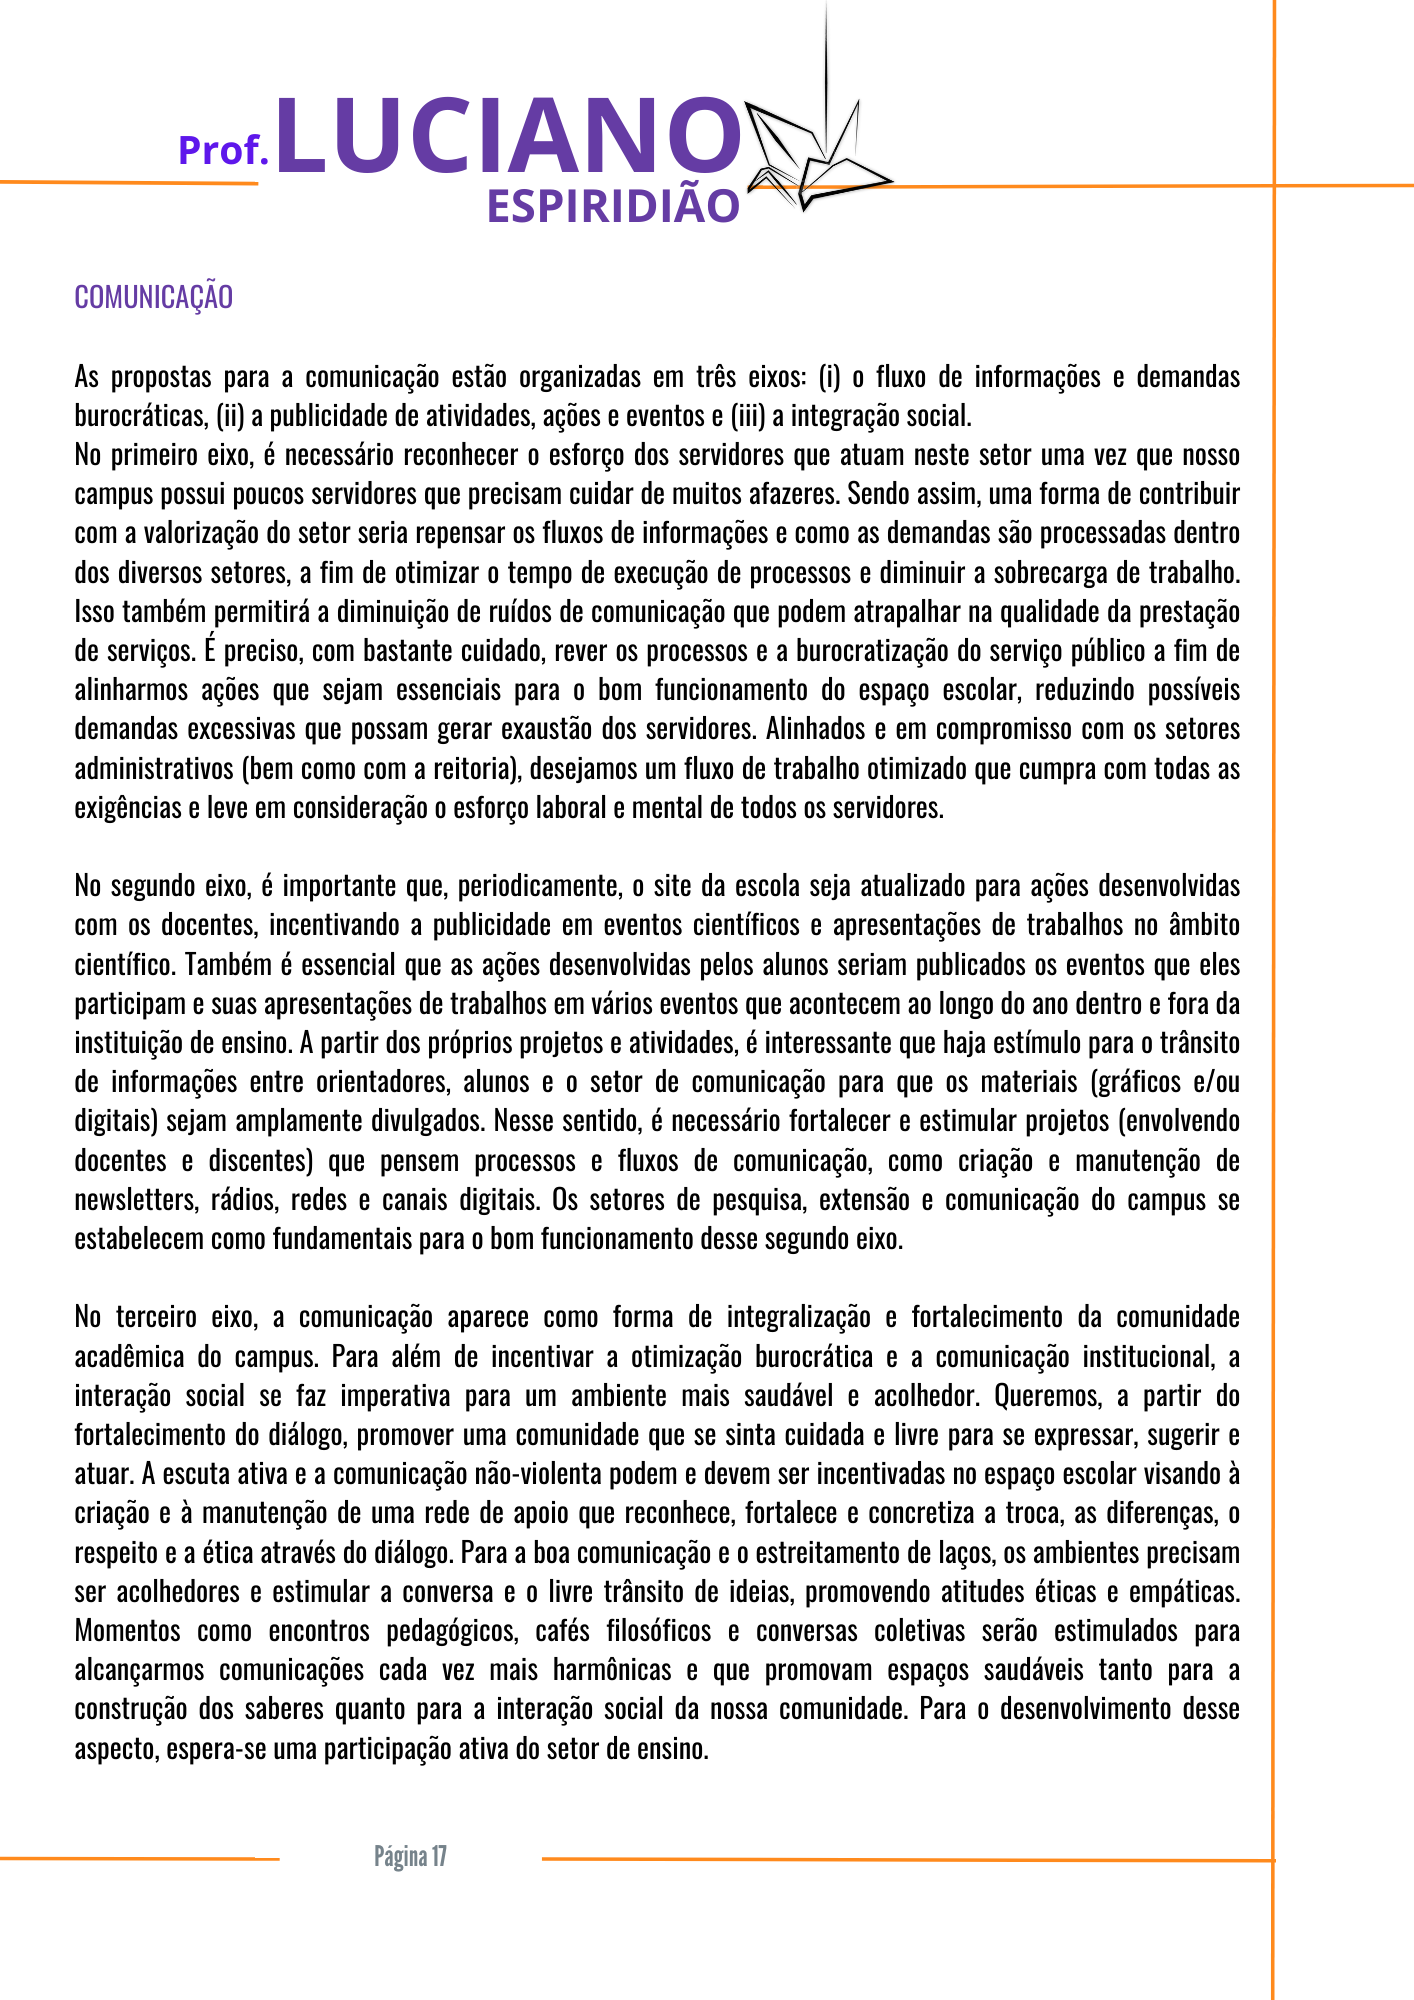 Prof. LUCIANO
ESPIRIDIÃO
COMUNICAÇÃO
As propostas para a comunicação estão organizadas em três eixos: (i) o fluxo de informações e demandas
burocráticas, (ii) a publicidade de atividades, ações e eventos e (iii) a integração social.
No primeiro eixo, é necessário reconhecer o esforço dos servidores que atuam neste setor uma vez que nosso
campus possui poucos servidores que precisam cuidar de muitos afazeres. Sendo assim, uma forma de contribuir
com a valorização do setor seria repensar os fluxos de informações e como as demandas são processadas dentro
dos diversos setores, a fim de otimizar o tempo de execução de processos e diminuir a sobrecarga de trabalho.
Isso também permitirá a diminuição de ruídos de comunicação que podem atrapalhar na qualidade da prestação
de serviços. É preciso, com bastante cuidado, rever os processos e a burocratização do serviço público a fim de
alinharmos ações que sejam essenciais para o bom funcionamento do espaço escolar, reduzindo possíveis
demandas excessivas que possam gerar exaustão dos servidores. Alinhados e em compromisso com os setores
administrativos (bem como com a reitoria), desejamos um fluxo de trabalho otimizado que cumpra com todas as
exigências e leve em consideração o esforço laboral e mental de todos os servidores.
No segundo eixo, é importante que, periodicamente, o site da escola seja atualizado para ações desenvolvidas
com os docentes, incentivando a publicidade em eventos científicos e apresentações de trabalhos no âmbito
científico. Também é essencial que as ações desenvolvidas pelos alunos seriam publicados os eventos que eles
participam e suas apresentações de trabalhos em vários eventos que acontecem ao longo do ano dentro e fora da
instituição de ensino. A partir dos próprios projetos e atividades, é interessante que haja estímulo para o trânsito
de informações entre orientadores, alunos e o setor de comunicação para que os materiais (gráficos e/ou
digitais) sejam amplamente divulgados. Nesse sentido, é necessário fortalecer e estimular projetos (envolvendo
docentes e discentes) que pensem processos e fluxos de comunicação, como criação e manutenção de
newsletters, rádios, redes e canais digitais. Os setores de pesquisa, extensão e comunicação do campus se
estabelecem como fundamentais para o bom funcionamento desse segundo eixo.
No terceiro eixo, a comunicação aparece como forma de integralização e fortalecimento da comunidade
acadêmica do campus. Para além de incentivar a otimização burocrática e a comunicação institucional, a
interação social se faz imperativa para um ambiente mais saudável e acolhedor. Queremos, a partir do
fortalecimento do diálogo, promover uma comunidade que se sinta cuidada e livre para se expressar, sugerir e
atuar. A escuta ativa e a comunicação não-violenta podem e devem ser incentivadas no espaço escolar visando à
criação e à manutenção de uma rede de apoio que reconhece, fortalece e concretiza a troca, as diferenças, o
respeito e a ética através do diálogo. Para a boa comunicação e o estreitamento de laços, os ambientes precisam
ser acolhedores e estimular a conversa e o livre trânsito de ideias, promovendo atitudes éticas e empáticas.
Momentos como encontros pedagógicos, cafés filosóficos e conversas coletivas serão estimulados para
alcançarmos comunicações cada vez mais harmônicas e que promovam espaços saudáveis tanto para a
construção dos saberes quanto para a interação social da nossa comunidade. Para o desenvolvimento desse
aspecto, espera-se uma participação ativa do setor de ensino.
Página 17